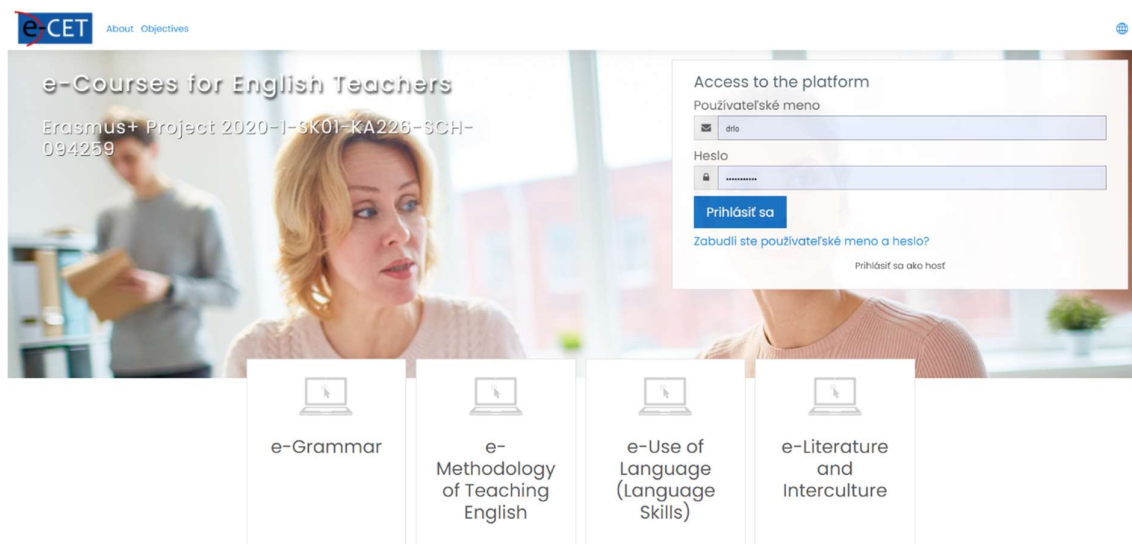 e-CET
About Objectives
e-Courses for English Teachers
Erasmus+ Project 2020-1-SK01-KA226-SCH-
094259
Access to the platform
Používateľské meno
drlo
Heslo
Prihlásiť sa
Zabudli ste používateľské meno a heslo?
Prihlásiť sa ako hosť
e-Grammar
e-
Methodology
of Teaching
English
e-Use of
Language
(Language
Skills)
e-Literature
and
Interculture